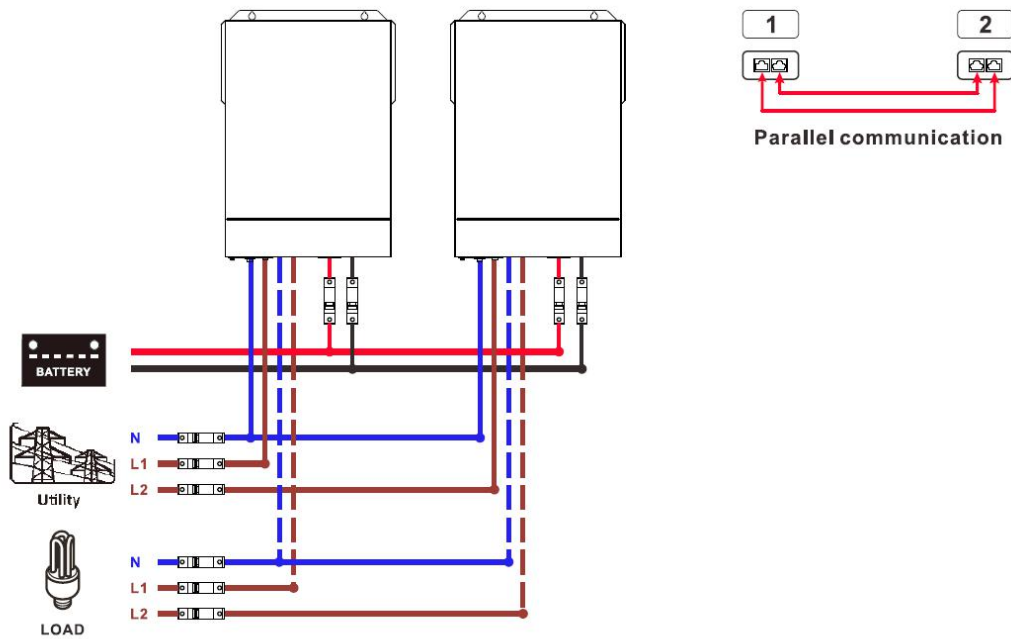 1
2
Parallel communication
BATTERY
N
L1
L2
Utility
N
L1
L2
LOAD